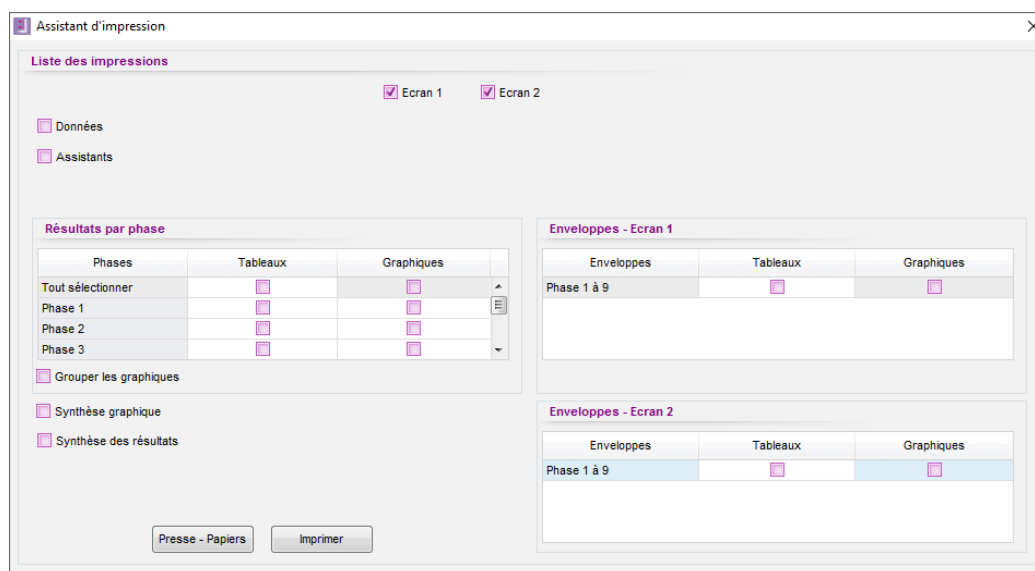 Assistant d'impression
Liste des impressions
Ecran 1 Ecran 2
Données
Assistants
Résultats par phase
Phases Tableaux Graphiques
Tout sélectionner
Phase 1
Phase 2
Phase 3
Grouper les graphiques
Synthèse graphique
Synthèse des résultats
Presse - Papiers Imprimer
Enveloppes - Ecran 1
Enveloppes Tableaux Graphiques
Phase 1 à 9
Enveloppes - Ecran 2
Enveloppes Tableaux Graphiques
Phase 1 à 9